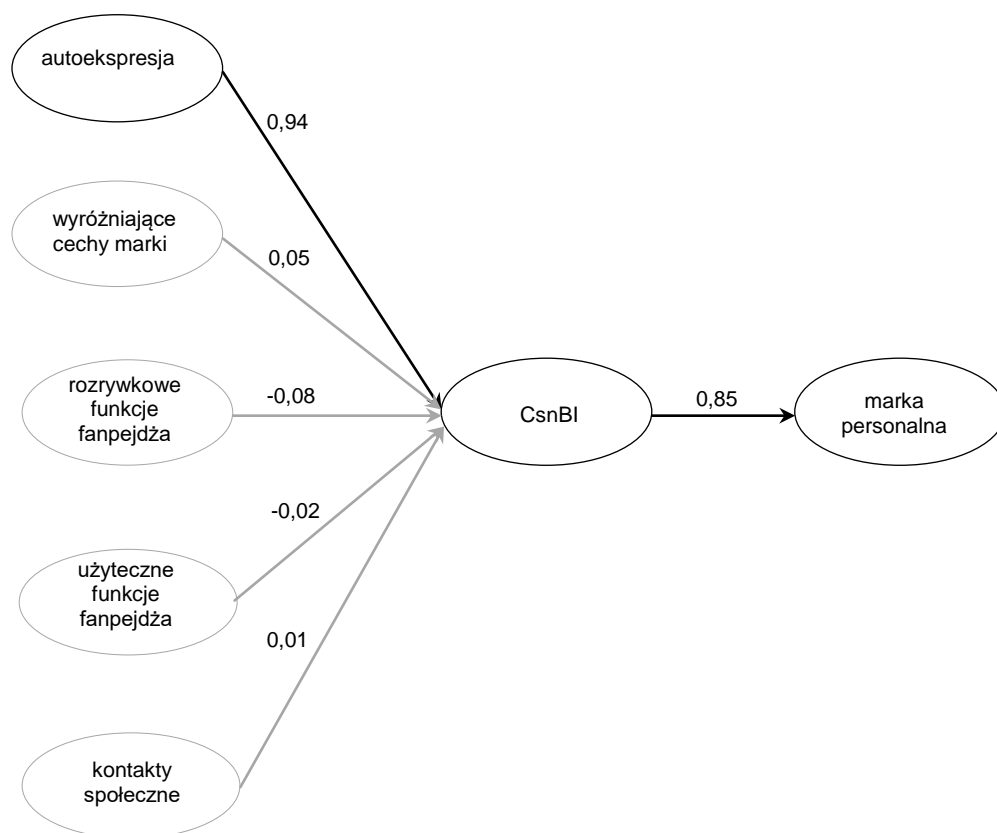 autoekspresja
0,94
wyróżniające
cechy marki
0,05
rozrywkowe
funkcje
fanpejdża
-0,08
CsnBI
0,85
marka
personalna
-0,02
użyteczne
funkcje
fanpejdża
0,01
kontakty
społeczne